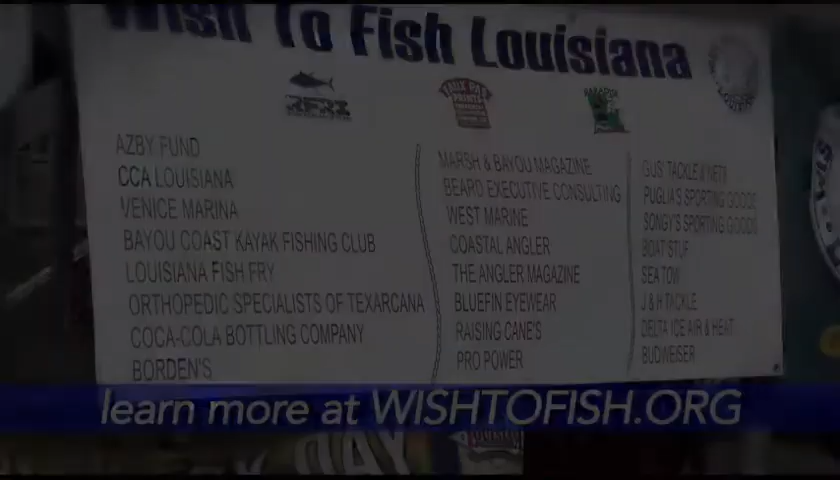 Wish To Fish Louisiana
RFRI
AZBY FUND
CCA LOUISIANA
VENICE MARINA
BAYOU COAST KAYAK FISHING CLUB
LOUISIANA FISH FRY
ORTHOPEDIC SPECIALISTS OF TEXARCANA
COCA-COLA BOTTLING COMPANY
BORDEN'S
MARSH & BAYOU MAGAZINE
BEARD EXECUTIVE CONSULTING
WEST MARINE
COASTAL ANGLER
THE ANGLER MAGAZINE
BLUEFIN EYEWEAR
RAISING CANE'S
PRO POWER
GUS' TACKLE
PUGLIA'S SPORTING GOODS
SONGY'S SPORTING GOODS
BOAT STUF
SEA TOW
J & H TACKLE
DELTA ICE AIR & HEAT
BUDWEISER
learn more at WISHTOFISH.ORG
DAY